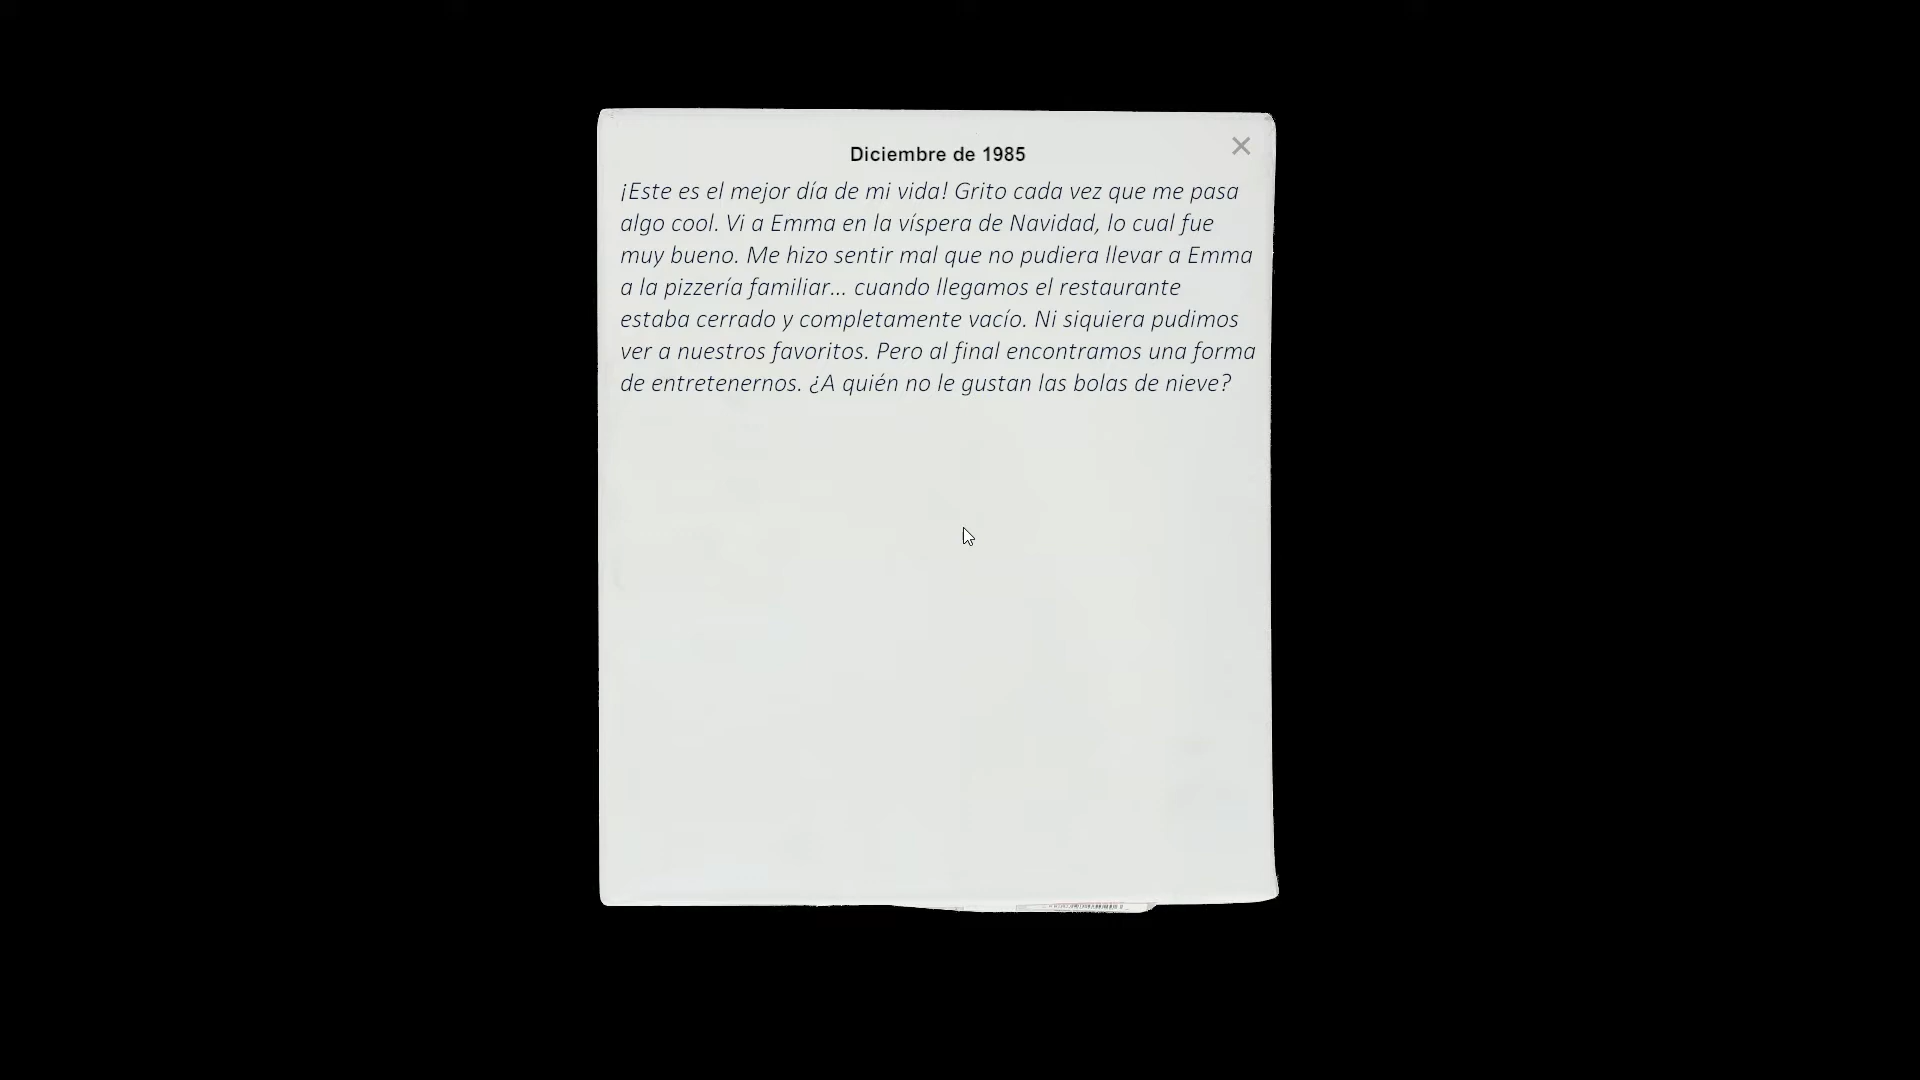 Diciembre de 1985
¡Este es el mejor día de mi vida! Grito cada vez que me pasa
algo cool. Vi a Emma en la víspera de Navidad, lo cual fue
muy bueno. Me hizo sentir mal que no pudiera llevar a Emma
a la pizzería familiar... cuando llegamos el restaurante
estaba cerrado y completamente vacío. Ni siquiera pudimos
ver a nuestros favoritos. Pero al final encontramos una forma
de entretenernos. ¿A quién no le gustan las bolas de nieve?